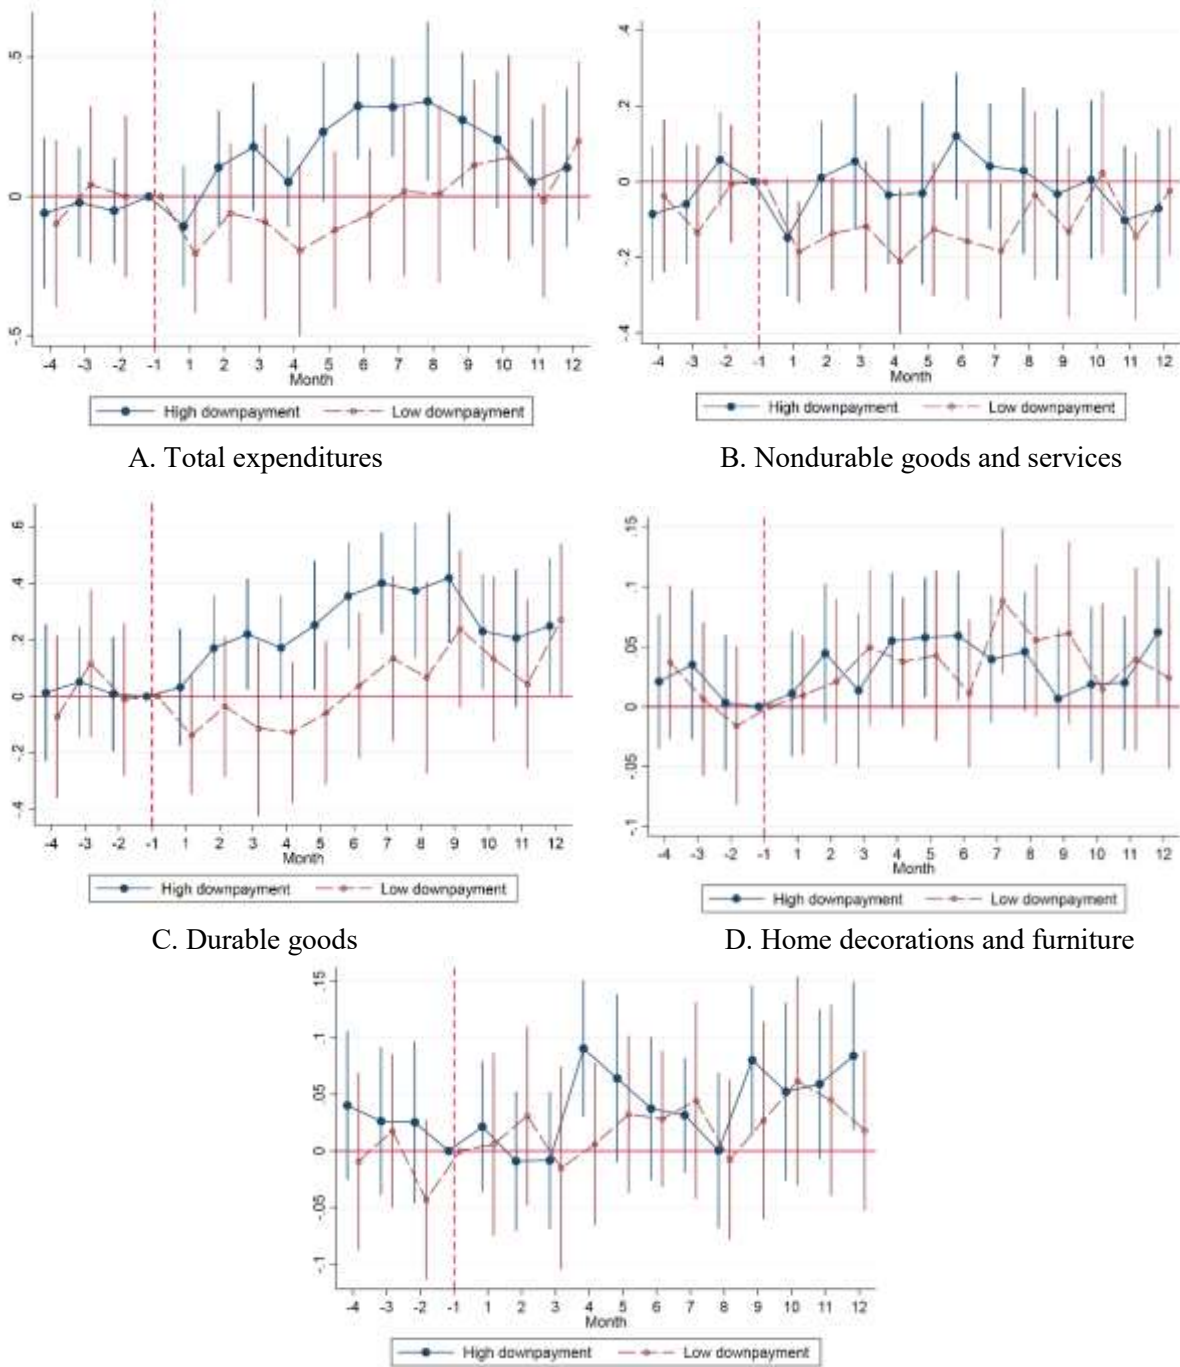 .5
0
-.5
-4 -3 -2 -1 1 2 3 4 5 6 7 8 9 10 11 12
Month
High downpayment Low downpayment
A. Total expenditures
.4
.2
0
-.2
-.4
-4 -3 -2 -1 1 2 3 4 5 6 7 8 9 10 11 12
Month
High downpayment Low downpayment
B. Nondurable goods and services
.6
.4
.2
0
-.2
-.4
-4 -3 -2 -1 1 2 3 4 5 6 7 8 9 10 11 12
Month
High downpayment Low downpayment
C. Durable goods
.15
.1
.05
0
-.05
-.1
-4 -3 -2 -1 1 2 3 4 5 6 7 8 9 10 11 12
Month
High downpayment Low downpayment
D. Home decorations and furniture
.15
.1
.05
0
-.05
-.1
-4 -3 -2 -1 1 2 3 4 5 6 7 8 9 10 11 12
Month
High downpayment Low downpayment